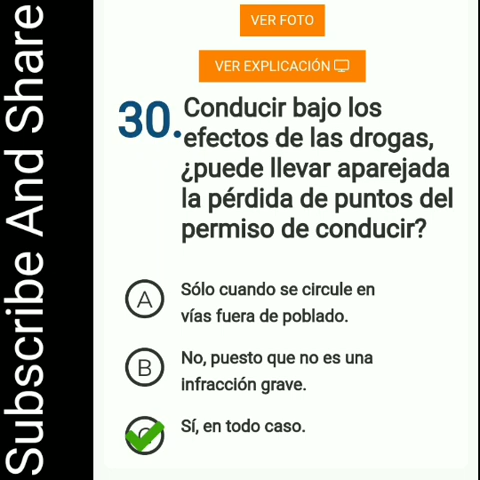 Subscribe And Share
VER FOTO
VER EXPLICACIÓN
30.
Conducir bajo los
efectos de las drogas,
¿puede llevar aparejada
la pérdida de puntos del
permiso de conducir?
A
Sólo cuando se circule en
vías fuera de poblado.
B
No, puesto que no es una
infracción grave.
Sí, en todo caso.